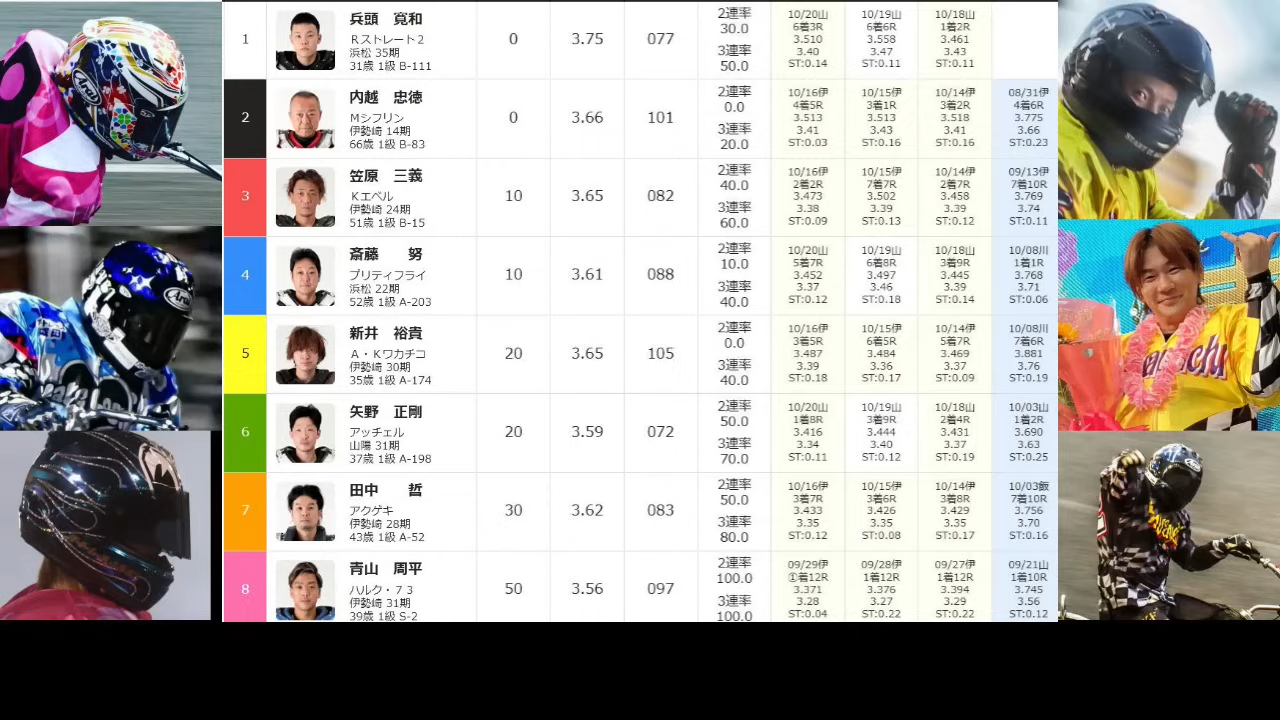 1
兵頭 寛和
Rストレート2
浜松 35期
31歳 1級 B-111
0
3.75
077
2連率
30.0
3連率
50.0
10/20山
6着3R
3.510
3.40
ST:0.14
10/19山
6着6R
3.558
3.47
ST:0.11
10/18山
1着2R
3.461
3.43
ST:0.11
2
内越 忠徳
Mシフリン
伊勢崎 14期
66歳 1級 B-83
0
3.66
101
2連率
0.0
3連率
20.0
10/16伊
4着5R
3.513
3.41
ST:0.03
10/15伊
3着1R
3.513
3.43
ST:0.16
10/14伊
3着2R
3.518
3.41
ST:0.16
08/31伊
4着6R
3.775
3.66
ST:0.23
3
笠原 三義
Kエベル
伊勢崎 24期
51歳 1級 B-15
10
3.65
082
2連率
40.0
3連率
60.0
10/16伊
2着2R
3.473
3.38
ST:0.09
10/15伊
7着7R
3.502
3.39
ST:0.13
10/14伊
2着7R
3.458
3.39
ST:0.12
09/13伊
7着10R
3.769
3.74
ST:0.11
4
斎藤 努
プリティフライ
浜松 22期
52歳 1級 A-203
10
3.61
088
2連率
10.0
3連率
40.0
10/20山
5着7R
3.452
3.37
ST:0.12
10/19山
6着8R
3.497
3.46
ST:0.18
10/18山
3着9R
3.445
3.39
ST:0.14
10/08川
1着1R
3.768
3.71
ST:0.06
5
新井 裕貴
A・Kワカチコ
伊勢崎 30期
35歳 1級 A-174
20
3.65
105
2連率
0.0
3連率
40.0
10/16伊
3着5R
3.487
3.39
ST:0.18
10/15伊
6着5R
3.484
3.36
ST:0.17
10/14伊
5着7R
3.469
3.37
ST:0.09
10/08川
7着6R
3.881
3.76
ST:0.19
6
矢野 正剛
アッチェル
山陽 31期
37歳 1級 A-198
20
3.59
072
2連率
50.0
3連率
70.0
10/20山
1着8R
3.416
3.34
ST:0.11
10/19山
3着9R
3.444
3.40
ST:0.12
10/18山
2着4R
3.431
3.37
ST:0.19
10/03山
1着2R
3.690
3.63
ST:0.25
7
田中 哲
アクゲキ
伊勢崎 28期
43歳 1級 A-52
30
3.62
083
2連率
50.0
3連率
80.0
10/16伊
3着7R
3.433
3.35
ST:0.12
10/15伊
3着6R
3.426
3.35
ST:0.08
10/14伊
3着8R
3.429
3.35
ST:0.17
10/03飯
7着10R
3.756
3.70
ST:0.16
8
青山 周平
ハルク・73
伊勢崎 31期
39歳 1級 S-2
50
3.56
097
2連率
100.0
3連率
100.0
09/29伊
①着12R
3.371
3.28
ST:0.04
09/28伊
1着12R
3.376
3.27
ST:0.22
09/27伊
1着12R
3.394
3.29
ST:0.22
09/21山
1着10R
3.745
3.56
ST:0.12
Arai
Arai